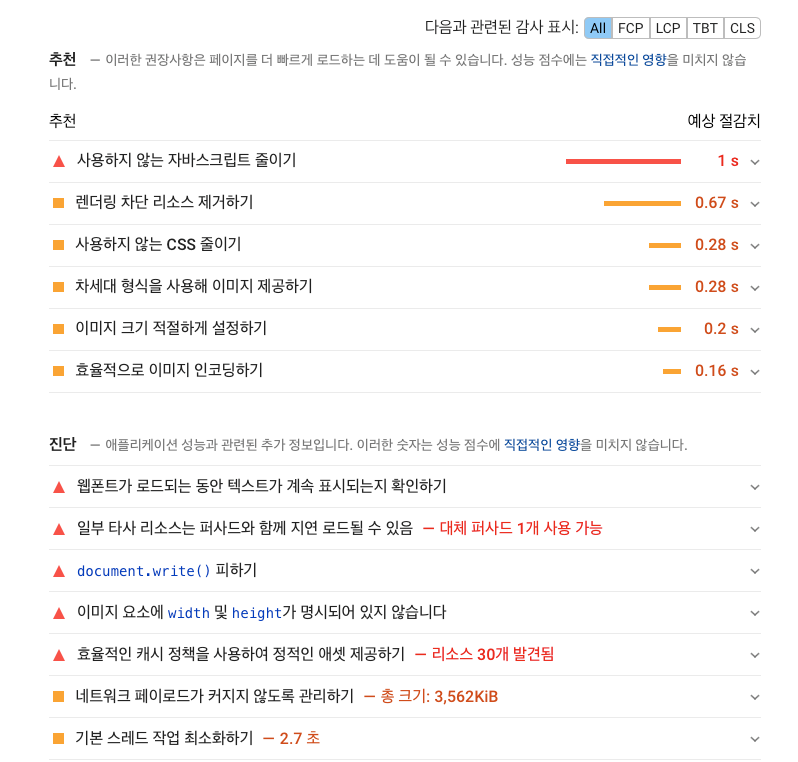 다음과 관련된 감사 표시: All FCP LCP TBT CLS
추천 — 이러한 권장사항은 페이지를 더 빠르게 로드하는 데 도움이 될 수 있습니다. 성능 점수에는 직접적인 영향을 미치지 않습
니다.
추천 예상 절감치
사용하지 않는 자바스크립트 줄이기 1 s
렌더링 차단 리소스 제거하기 0.67 s
사용하지 않는 CSS 줄이기 0.28 s
차세대 형식을 사용해 이미지 제공하기 0.28 s
이미지 크기 적절하게 설정하기 0.2 s
효율적으로 이미지 인코딩하기 0.16 s
진단 — 애플리케이션 성능과 관련된 추가 정보입니다. 이러한 숫자는 성능 점수에 직접적인 영향을 미치지 않습니다.
웹폰트가 로드되는 동안 텍스트가 계속 표시되는지 확인하기
일부 타사 리소스는 퍼사드와 함께 지연 로드될 수 있음 — 대체 퍼사드 1개 사용 가능
document.write() 피하기
이미지 요소에 width 및 height가 명시되어 있지 않습니다
효율적인 캐시 정책을 사용하여 정적인 애셋 제공하기 — 리소스 30개 발견됨
네트워크 페이로드가 커지지 않도록 관리하기 — 총 크기: 3,562KiB
기본 스레드 작업 최소화하기 — 2.7 초